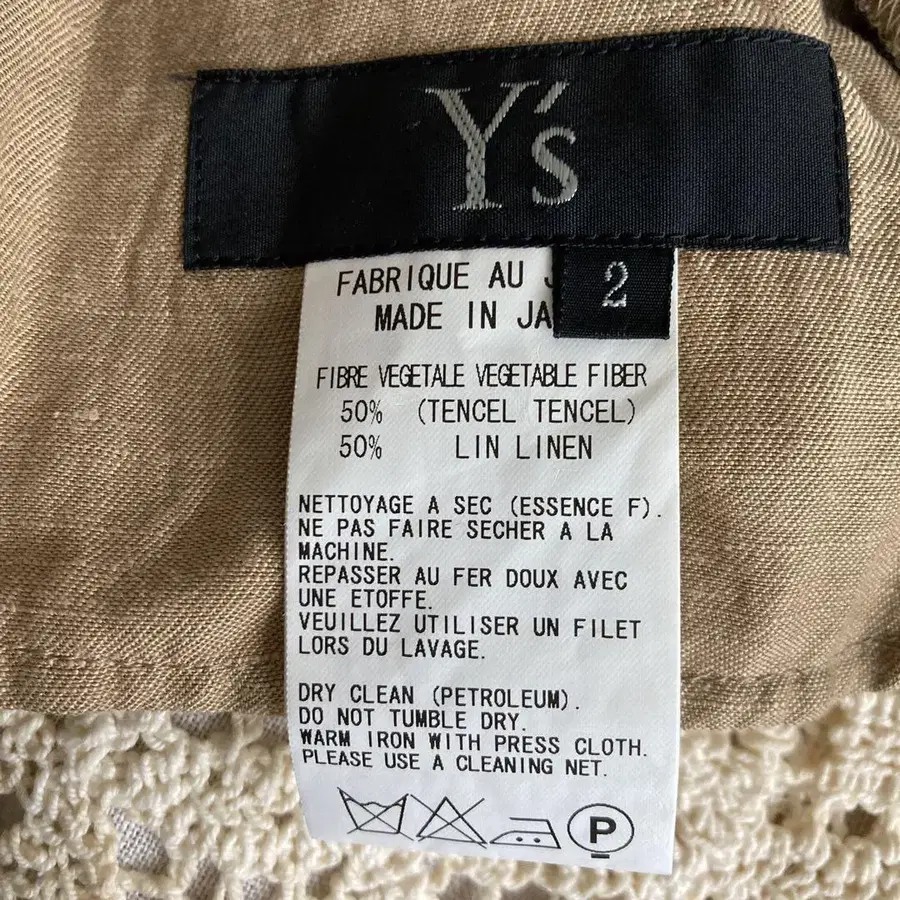 Y's
2
FABRIQUE AU
MADE IN
FIBRE VEGETALE VEGETABLE FIBER
50% (TENCEL TENCEL)
50% LIN LINEN
NETTOYAGE A SEC (ESSENCE F).
NE PAS FAIRE SECHER A LA
MACHINE.
REPASSER AU FER DOUX AVEC
UNE ETOFFE.
VEUILLEZ UTILISER UN FILET
LORS DU LAVAGE.
DRY CLEAN (PETROLEUM).
DO NOT TUMBLE DRY.
WARM IRON WITH PRESS CLOTH.
PLEASE USE A CLEANING NET.
P